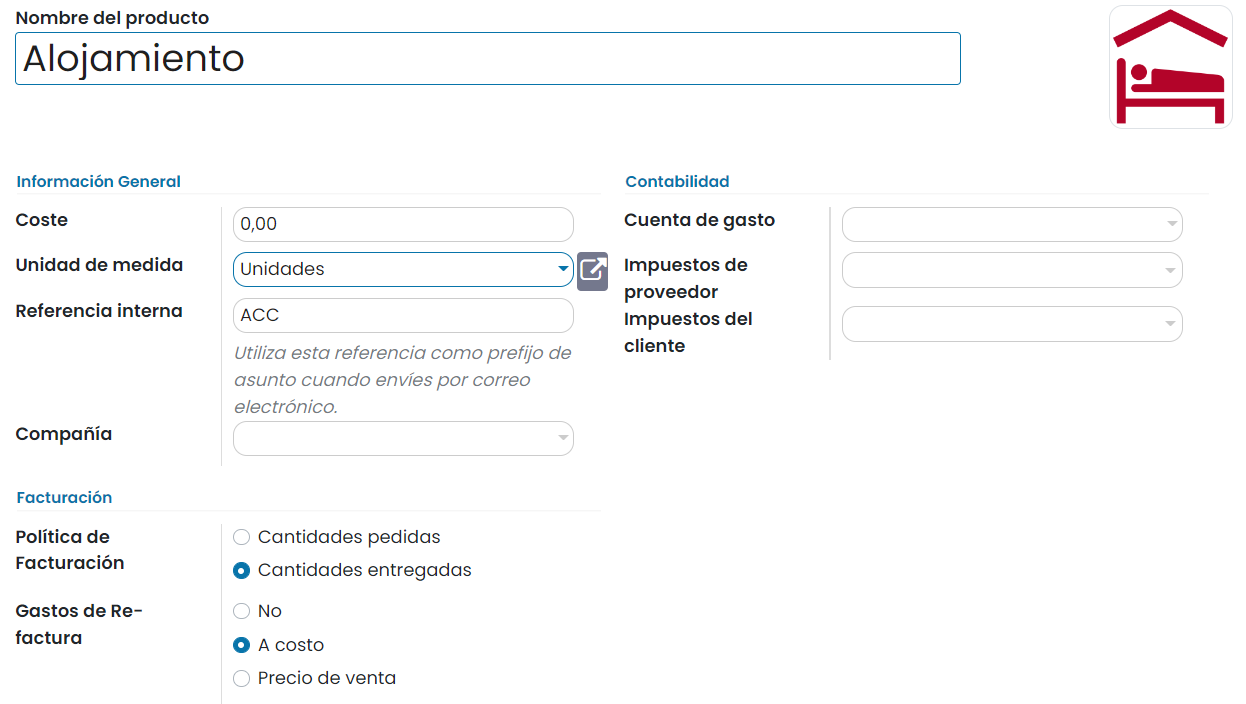 Nombre del producto
Alojamiento
Información General
Coste
0,00
Unidad de medida
Unidades
Referencia interna
ACC
Utiliza esta referencia como prefijo de
asunto cuando envíes por correo
electrónico.
Compañía
Contabilidad
Cuenta de gasto
Impuestos de
proveedor
Impuestos del
cliente
Facturación
Política de
Facturación
Cantidades pedidas
Cantidades entregadas
Gastos de Re-
factura
No
A costo
Precio de venta